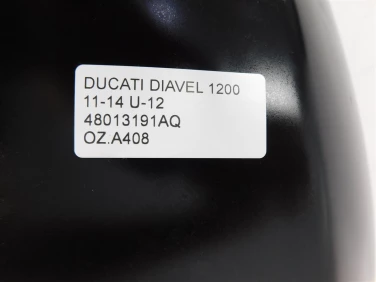 DUCATI DIAVEL 1200
11-14 U-12
48013191AQ
OZ.A408